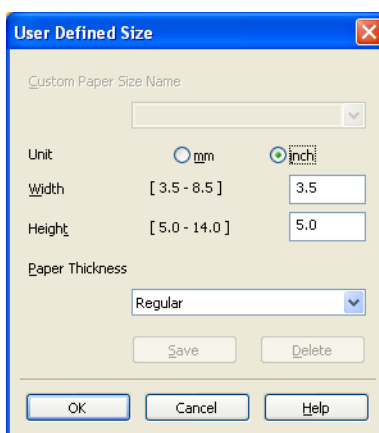 User Defined Size
Custom Paper Size Name
Unit mm inch
Width [ 3.5 - 8.5 ] 3.5
Height [ 5.0 - 14.0 ] 5.0
Paper Thickness
Regular
Save Delete
OK Cancel Help